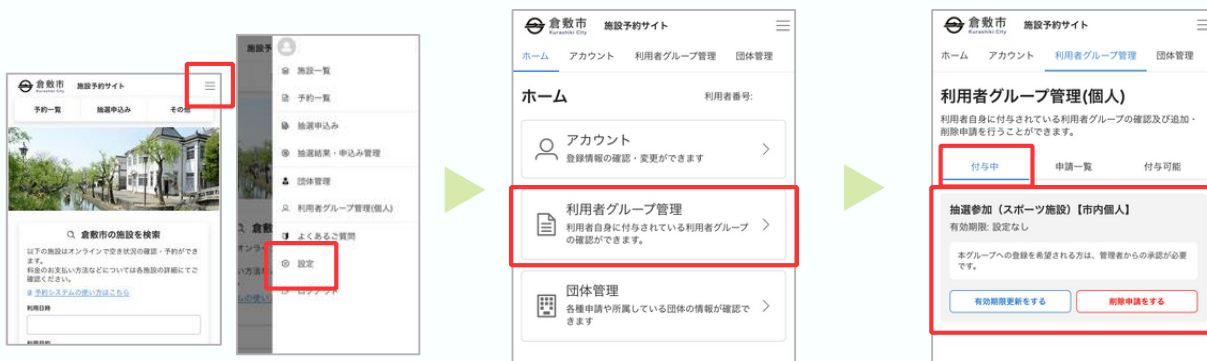 倉敷市
Kurashiki City
施設予約サイト
予約一覧
抽選申込み
その他
倉敷市の施設を検索
以下の施設はオンラインで空き状況の確認・予約ができ
ます。
料金のお支払い方法などについては各施設の詳細にてご
確認ください。
予約システムの使い方はこちら
利用日時
施設予
施設一覧
予約一覧
抽選申込み
抽選結果・申込み管理
団体管理
利用者グループ管理(個人)
よくあるご質問
設定
ログアウト
倉敷市
Kurashiki City
施設予約サイト
ホーム
アカウント
利用者グループ管理
団体管理
ホーム
利用者番号:
アカウント
登録情報の確認・変更ができます
利用者グループ管理
利用者自身に付与されている利用者グループ
の確認ができます。
団体管理
各種申請や所属している団体の情報が確認で
きます
倉敷市
Kurashiki City
施設予約サイト
ホーム
アカウント
利用者グループ管理
団体管理
利用者グループ管理(個人)
利用者自身に付与されている利用者グループの確認及び追加・
削除申請を行うことができます。
付与中
申請一覧
付与可能
抽選参加（スポーツ施設）【市内個人】
有効期限: 設定なし
本グループへの登録を希望される方は、管理者からの承認が必要
です。
有効期限更新をする
削除申請をする